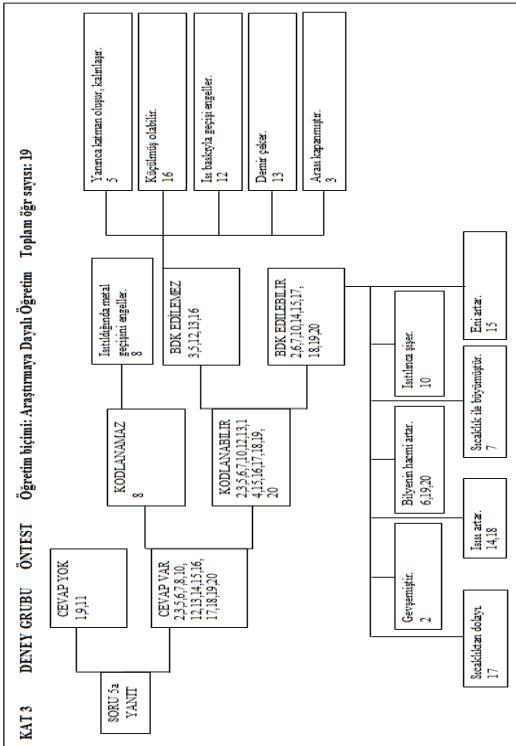 KAT 3 DENEY GRUBU ÖNTEST Öğretim biçimi: Araştırmaya Dayalı Öğretim Toplam öğr sayısı: 19
SORU 5a
YANIT
CEVAP YOK
1,9,11
CEVAP VAR
2,3,5,6,7,8,10,
12,13,14,15,16,
17,18,19,20
KODLANAMAZ
8
KODLANABILIR
2,3,5,6,7,10,12,13,1
4,15,16,17,18,19,
20
Isıtıldığında metal
geçişini engeller.
8
BDK EDİLEMEZ
3,5,12,13,16
BDK EDİLEBILIR
2,6,7,10,14,15,17,
18,19,20
Yanınca katman oluşur, kalınlaşır.
5
Küçülmüş olabilir.
16
Isı baskıyla geçişi engeller.
12
Demir çeker.
13
Arası kapanmıştır.
3
Gevşemiştir.
2
Bilyenin hacmi artar.
6,19,20
Isıtılınca şişer.
10
Sıcaklıktan dolayı
17
Isısı artar.
14,18
Sıcaklık ile büyümüştür.
7
Eni artar.
15